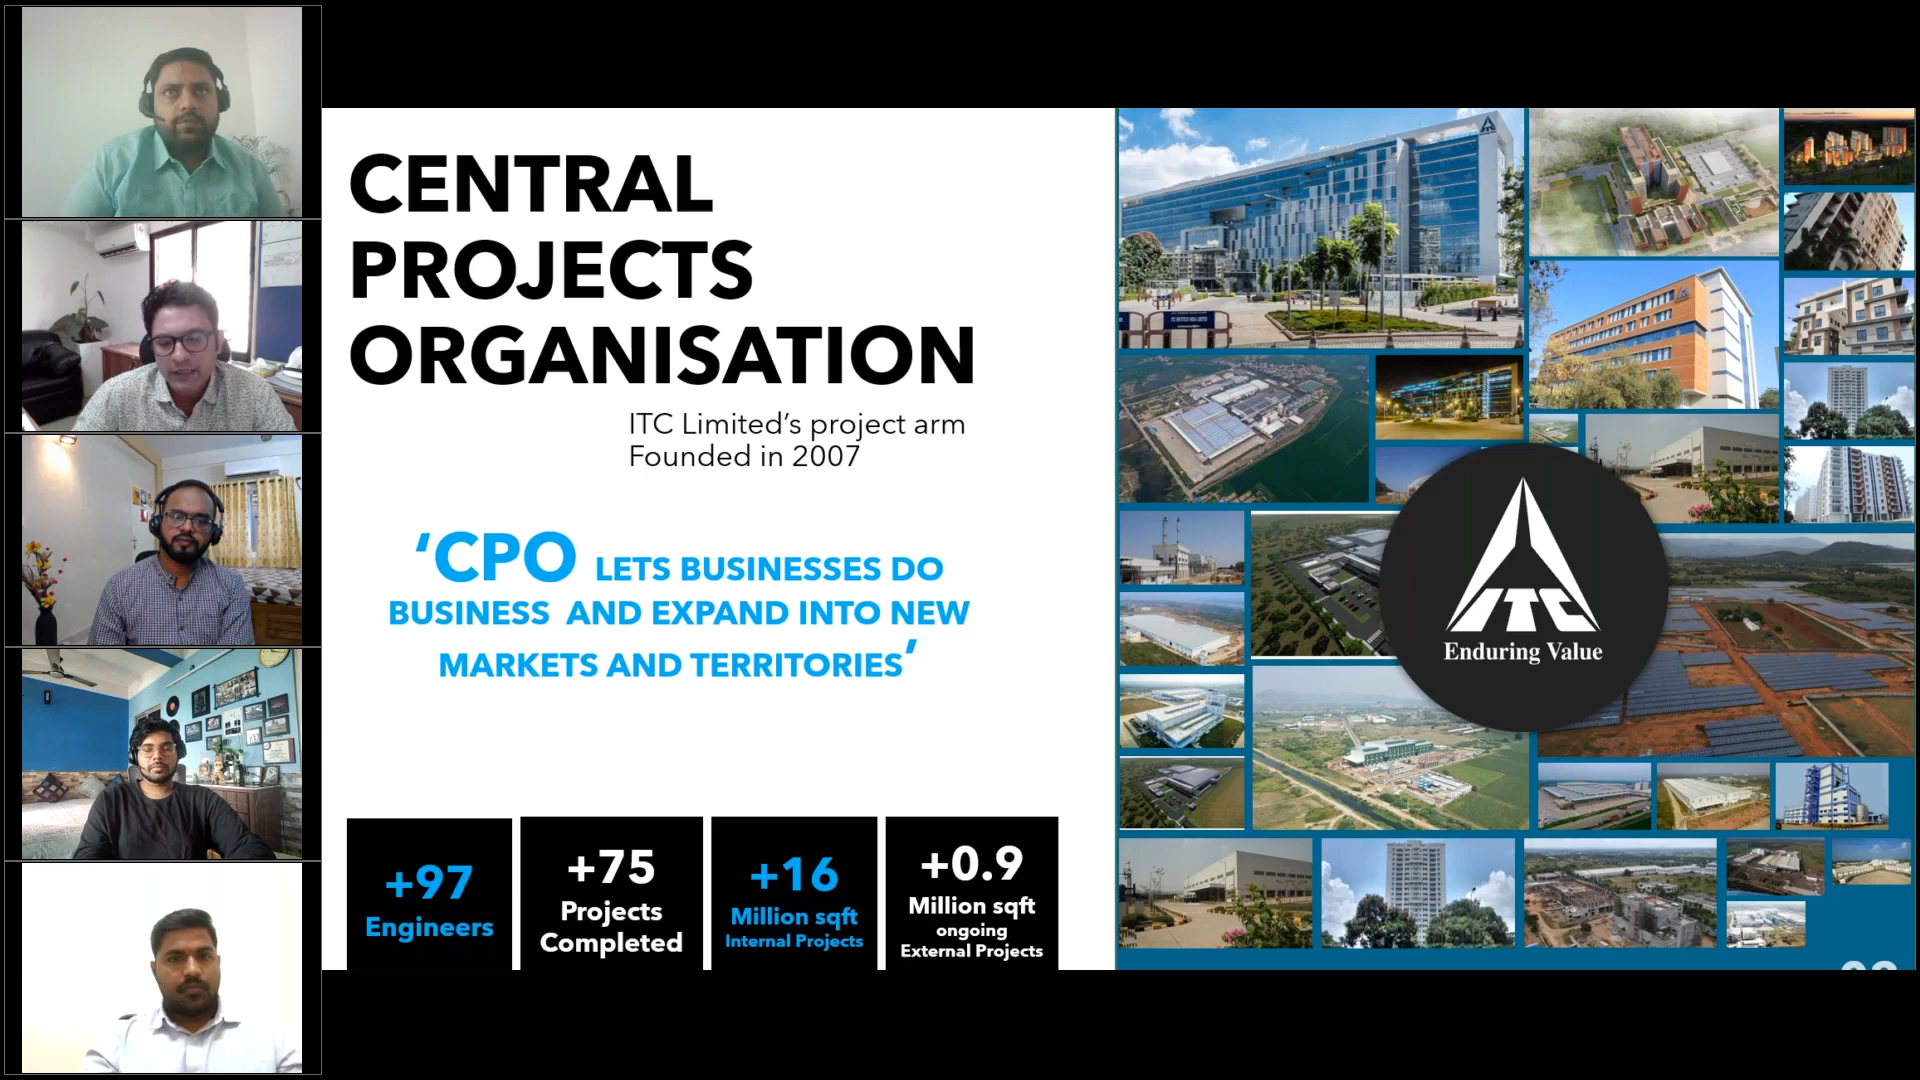 CENTRAL
PROJECTS
ORGANISATION
ITC Limited’s project arm
Founded in 2007
‘CPO LETS BUSINESSES DO
BUSINESS AND EXPAND INTO NEW
MARKETS AND TERRITORIES’
+97
Engineers
+75
Projects
Completed
+16
Million sqft
Internal Projects
+0.9
Million sqft
ongoing
External Projects
ITC
ITC
Enduring Value